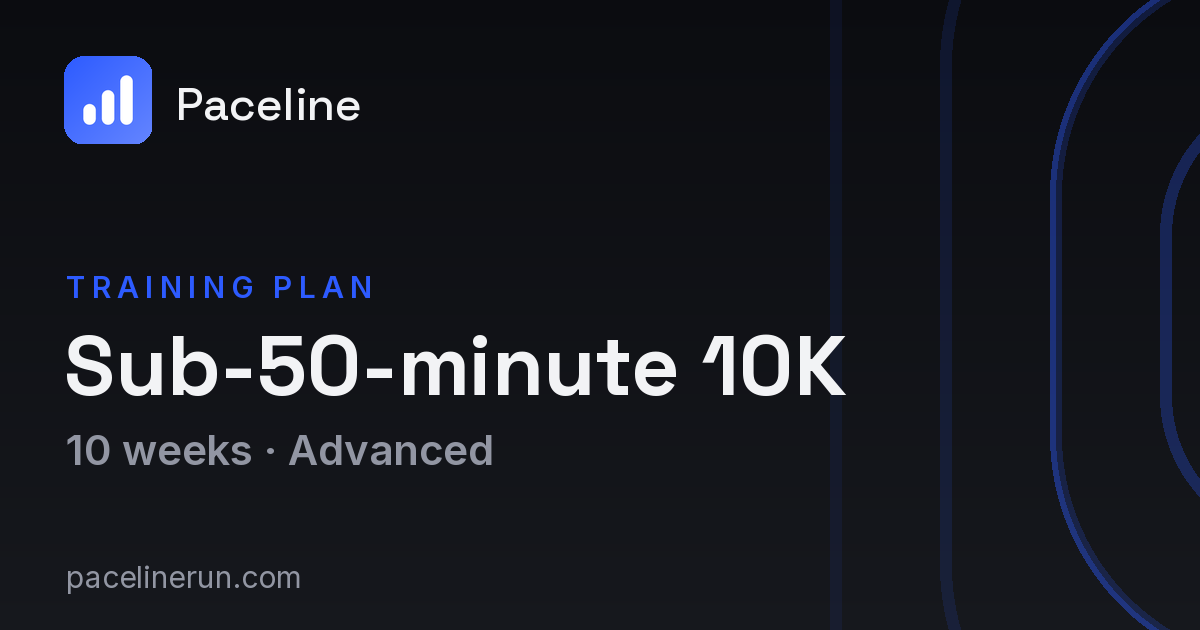 Paceline
TRAINING PLAN
Sub-50-minute 10K
10 weeks · Advanced
pacelinerun.com